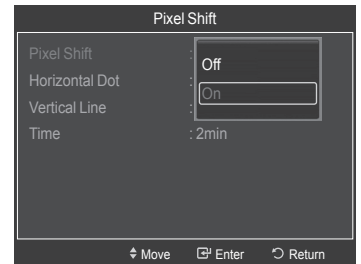 Pixel Shift
Pixel Shift :
Off
Horizontal Dot :
On
Vertical Line :
Time : 2min
Move Enter Return